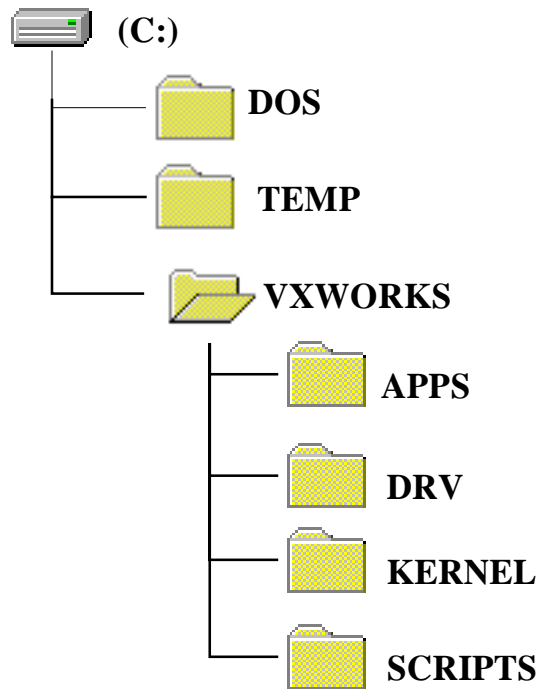 (C:)
DOS
TEMP
VXWORKS
APPS
DRV
KERNEL
SCRIPTS